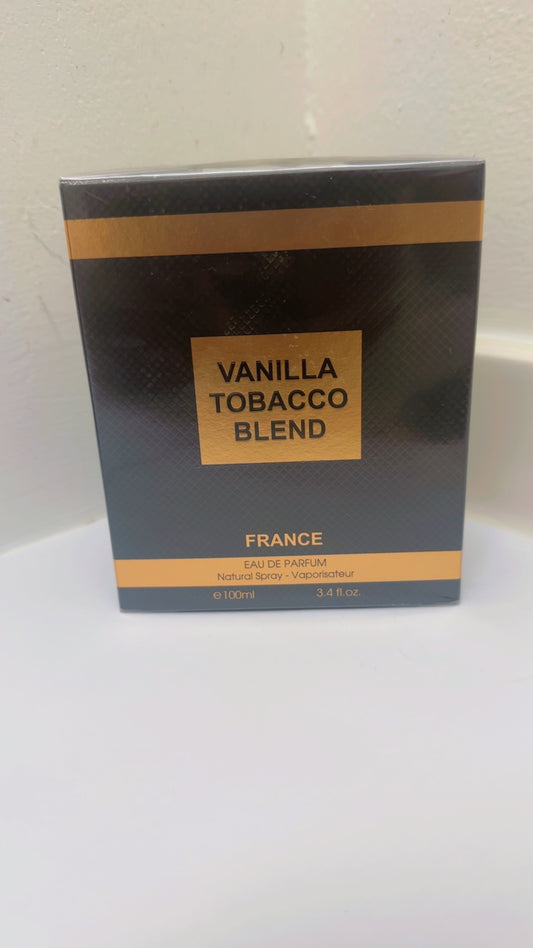 VANILLA
TOBACCO
BLEND
FRANCE
EAU DE PARFUM
Natural Spray - Vaporisateur
℮100ml 3.4 fl.oz.